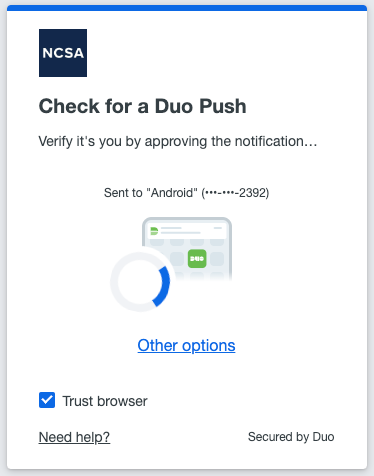 NCSA
Check for a Duo Push
Verify it's you by approving the notification…
Sent to "Android" (•••-•••-2392)
DUO
Other options
Trust browser
Need help?
Secured by Duo